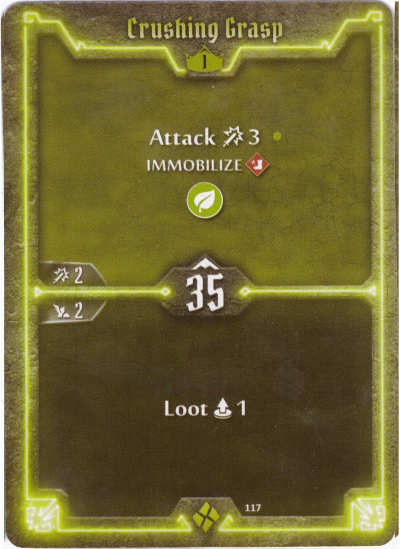 Crushing Grasp
1
Attack 3
IMMOBILIZE
2
35
2
Loot 1
117